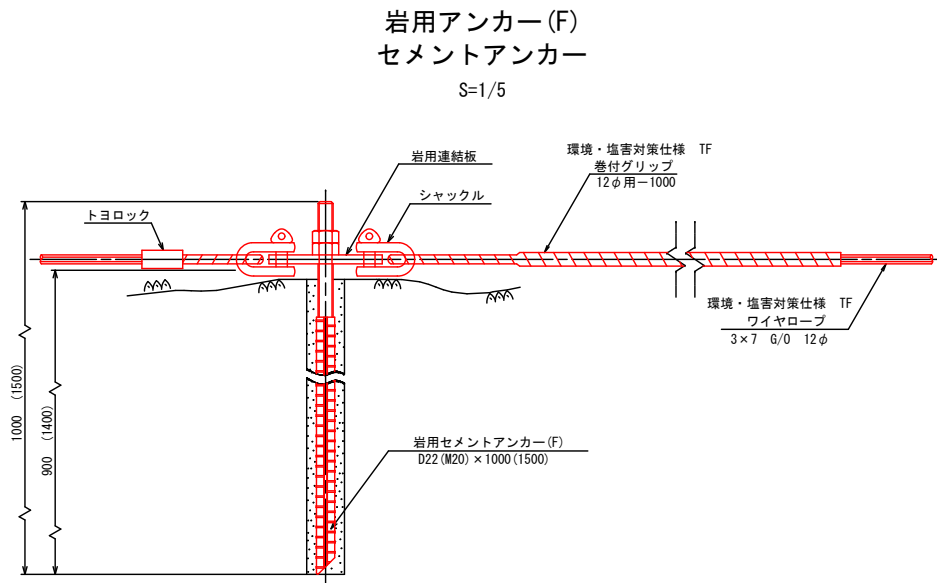 岩用アンカー(F)
セメントアンカー
S=1/5
環境・塩害対策仕様 TF
巻付グリップ
12φ用-1000
岩用連結板
シャックル
トヨロック
環境・塩害対策仕様 TF
ワイヤロープ
3×7 G/O 12φ
1000 (1500)
900 (1400)
岩用セメントアンカー(F)
D22(M20)×1000(1500)